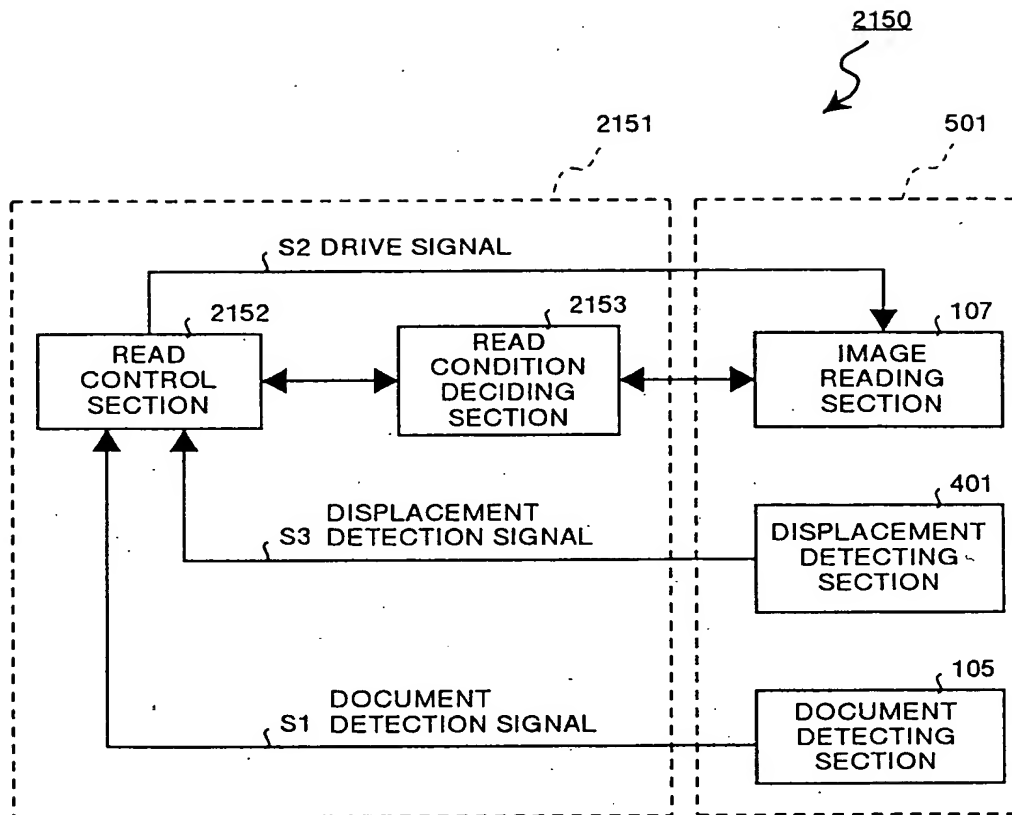 2150
2151
501
S2 DRIVE SIGNAL
2152
2153
107
READ
CONTROL
SECTION
READ
CONDITION
DECIDING
SECTION
IMAGE
READING
SECTION
401
DISPLACEMENT
S3 DETECTION SIGNAL
DISPLACEMENT
DETECTING
SECTION
105
DOCUMENT
S1 DETECTION SIGNAL
DOCUMENT
DETECTING
SECTION